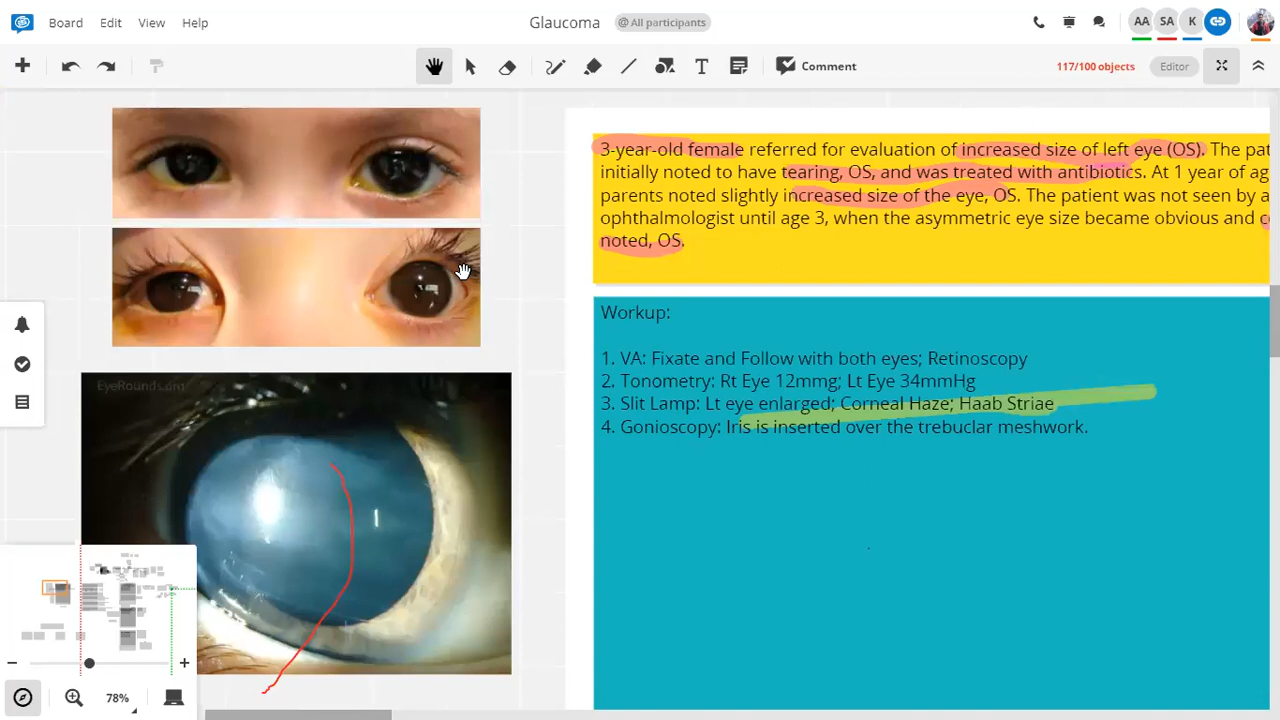 Board Edit View Help
Glaucoma
@ All participants
AA SA K
Comment
117/100 objects
Editor
3-year-old female referred for evaluation of increased size of left eye (OS). The pat
initially noted to have tearing, OS, and was treated with antibiotics. At 1 year of ag
parents noted slightly increased size of the eye, OS. The patient was not seen by a
ophthalmologist until age 3, when the asymmetric eye size became obvious and c
noted, OS.
Workup:
1. VA: Fixate and Follow with both eyes; Retinoscopy
2. Tonometry: Rt Eye 12mmg; Lt Eye 34mmHg
3. Slit Lamp: Lt eye enlarged; Corneal Haze; Haab Striae
4. Gonioscopy: Iris is inserted over the trebuclar meshwork.
EyeRounds.org
78%